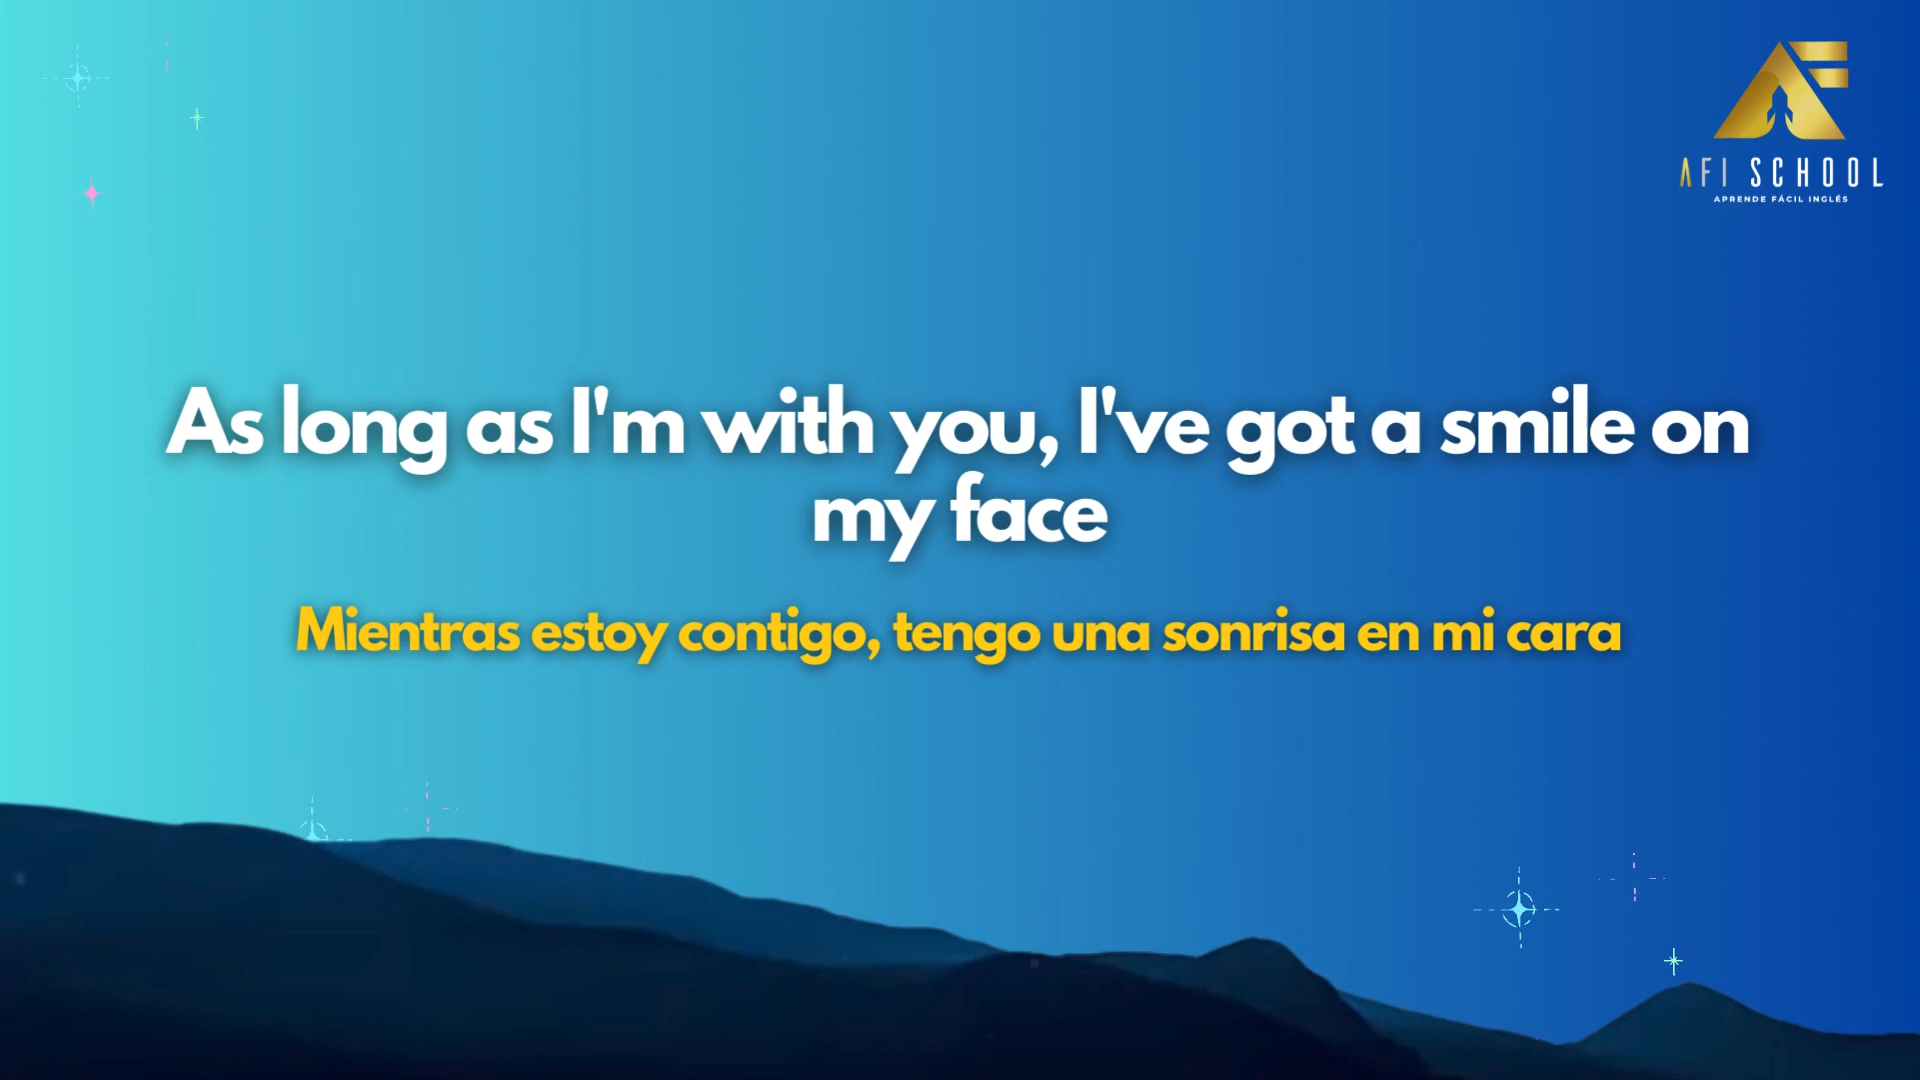 AFI SCHOOL
APRENDE FÁCIL INGLÉS
As long as I'm with you, I've got a smile on
my face
Mientras estoy contigo, tengo una sonrisa en mi cara